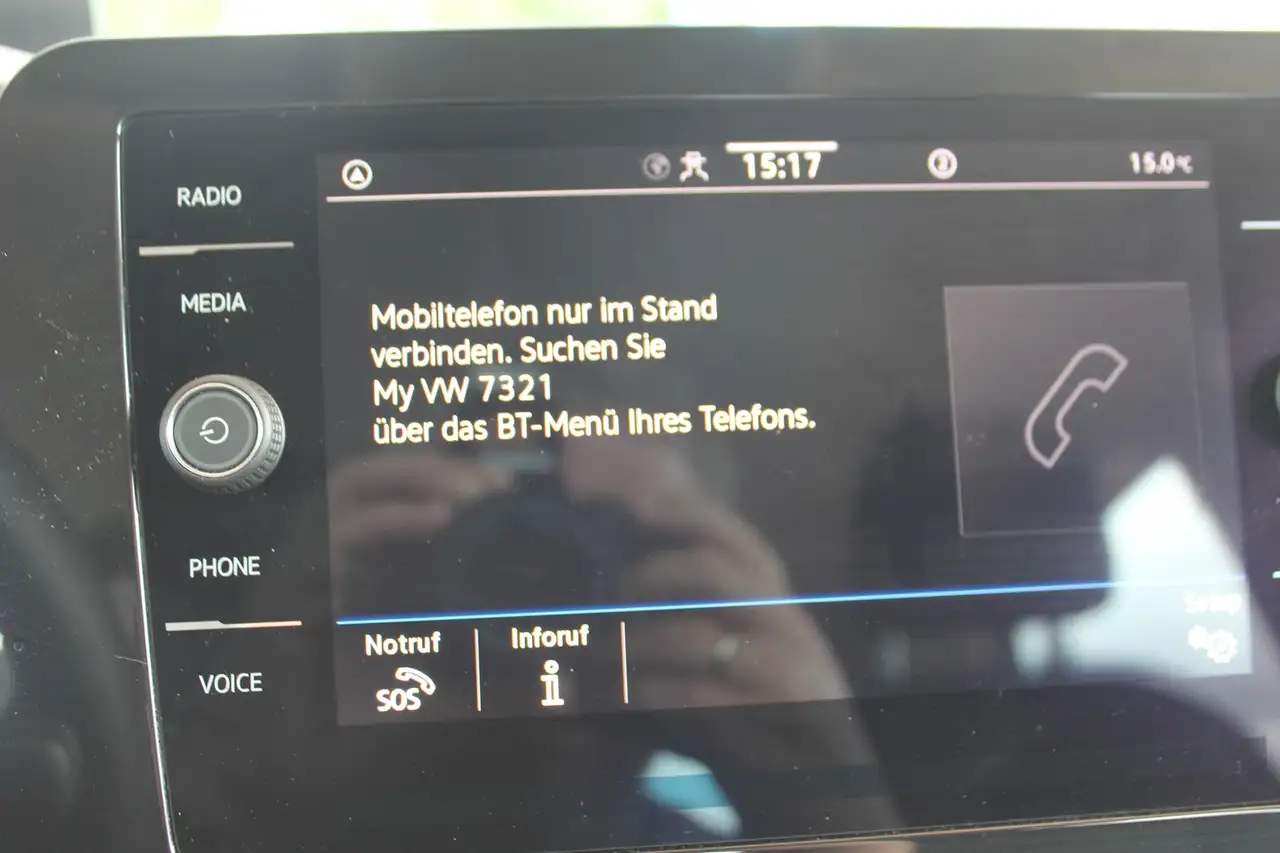 15:17
15.0°C
RADIO
MEDIA
Mobiltelefon nur im Stand
verbinden. Suchen Sie
My VW 7321
über das BT-Menü Ihres Telefons.
PHONE
VOICE
Notruf
SOS
Inforuf
Setup